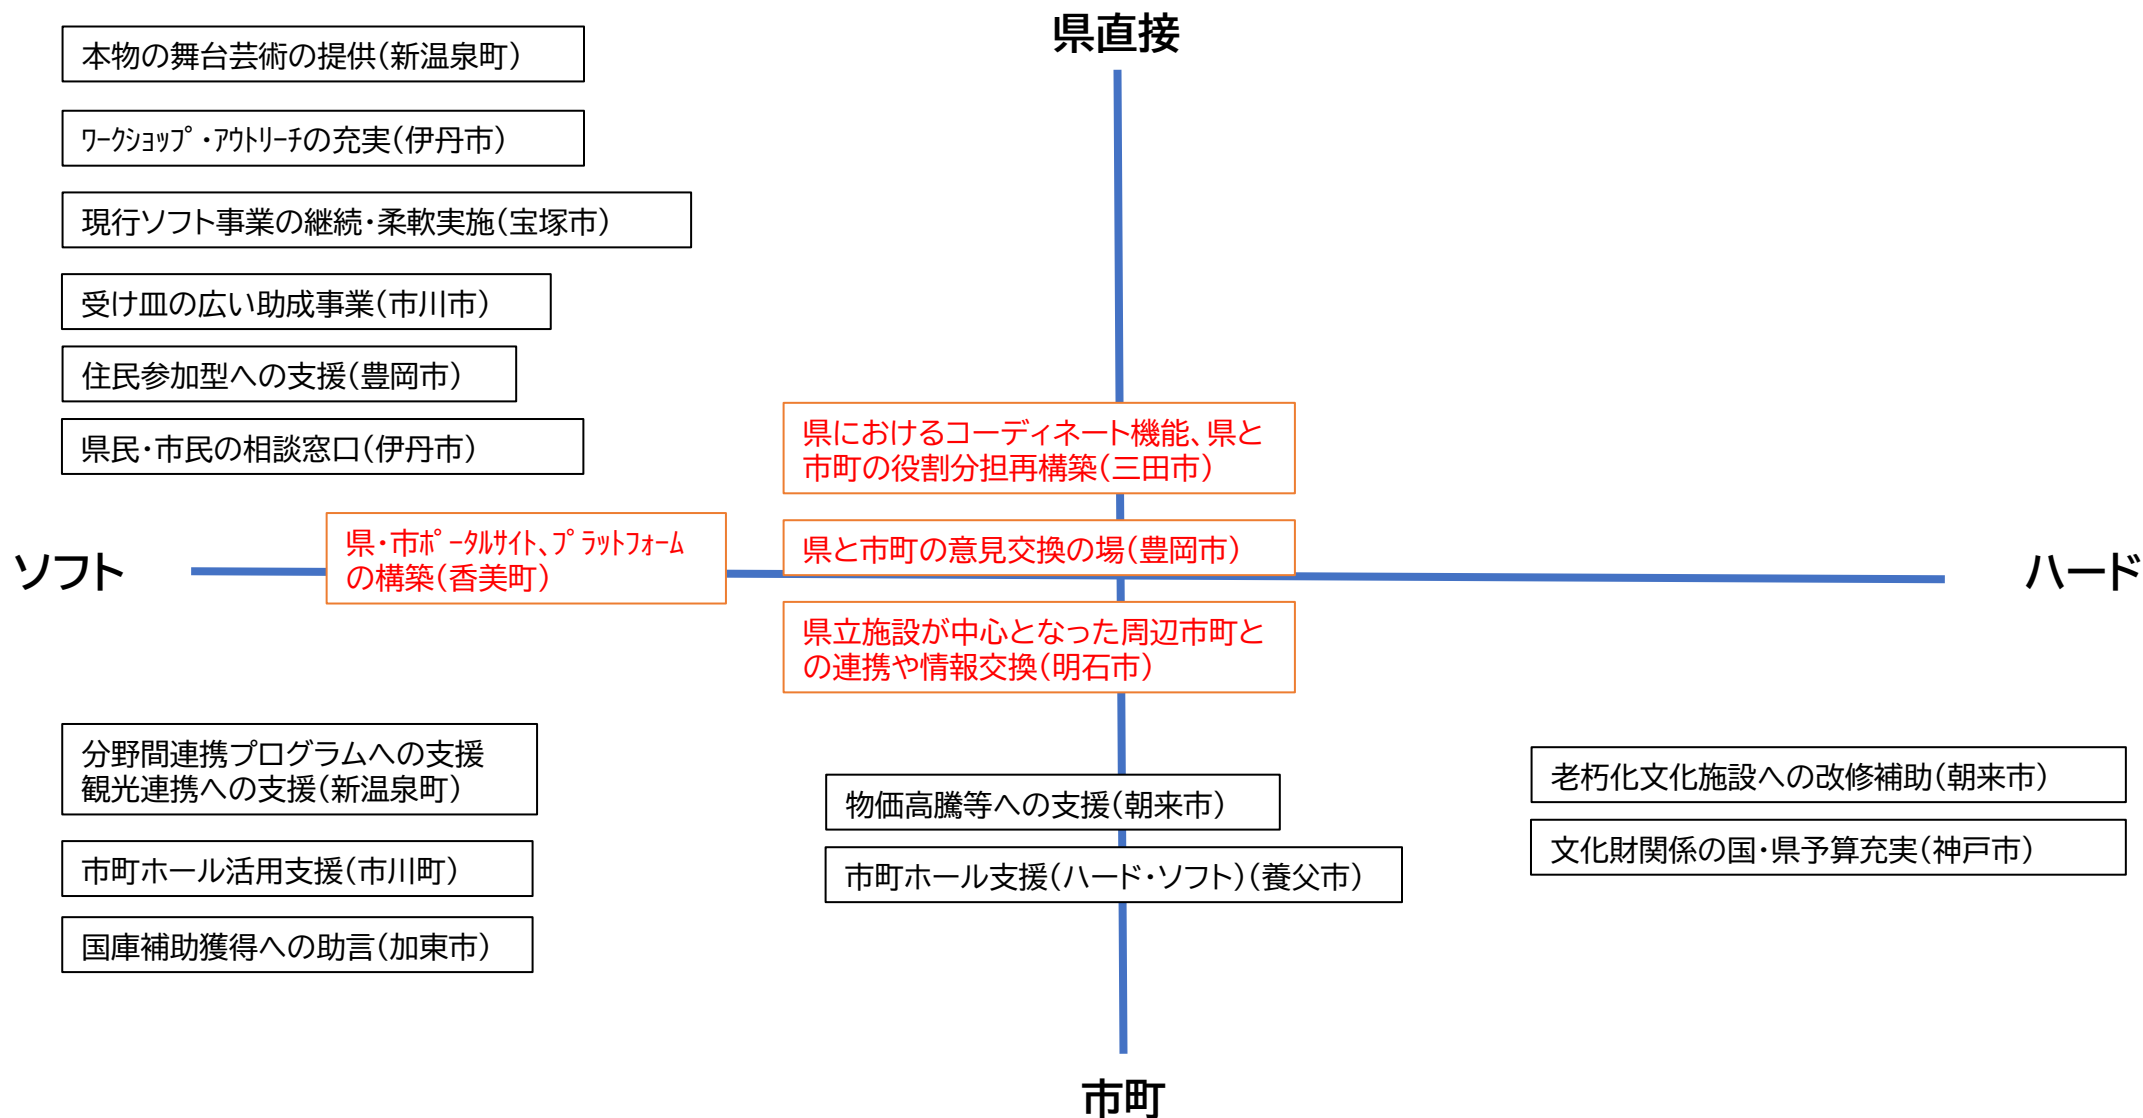 県直接
本物の舞台芸術の提供(新温泉町)
ﾜｰｸｼｮｯﾌﾟ・ｱｳﾄﾘｰﾁの充実(伊丹市)
現行ソフト事業の継続・柔軟実施(宝塚市)
受け皿の広い助成事業(市川市)
住民参加型への支援(豊岡市)
県民・市民の相談窓口(伊丹市)
県におけるコーディネート機能、県と
市町の役割分担再構築(三田市)
ソフト
県・市ﾎﾟｰﾀﾙｻｲﾄ、ﾌﾟﾗｯﾄﾌｫｰﾑ
の構築(香美町)
県と市町の意見交換の場(豊岡市)
ハード
県立施設が中心となった周辺市町と
の連携や情報交換(明石市)
分野間連携プログラムへの支援
観光連携への支援(新温泉町)
市町ホール活用支援(市川町)
国庫補助獲得への助言(加東市)
物価高騰等への支援(朝来市)
市町ホール支援(ハード・ソフト)(養父市)
老朽化文化施設への改修補助(朝来市)
文化財関係の国・県予算充実(神戸市)
市町